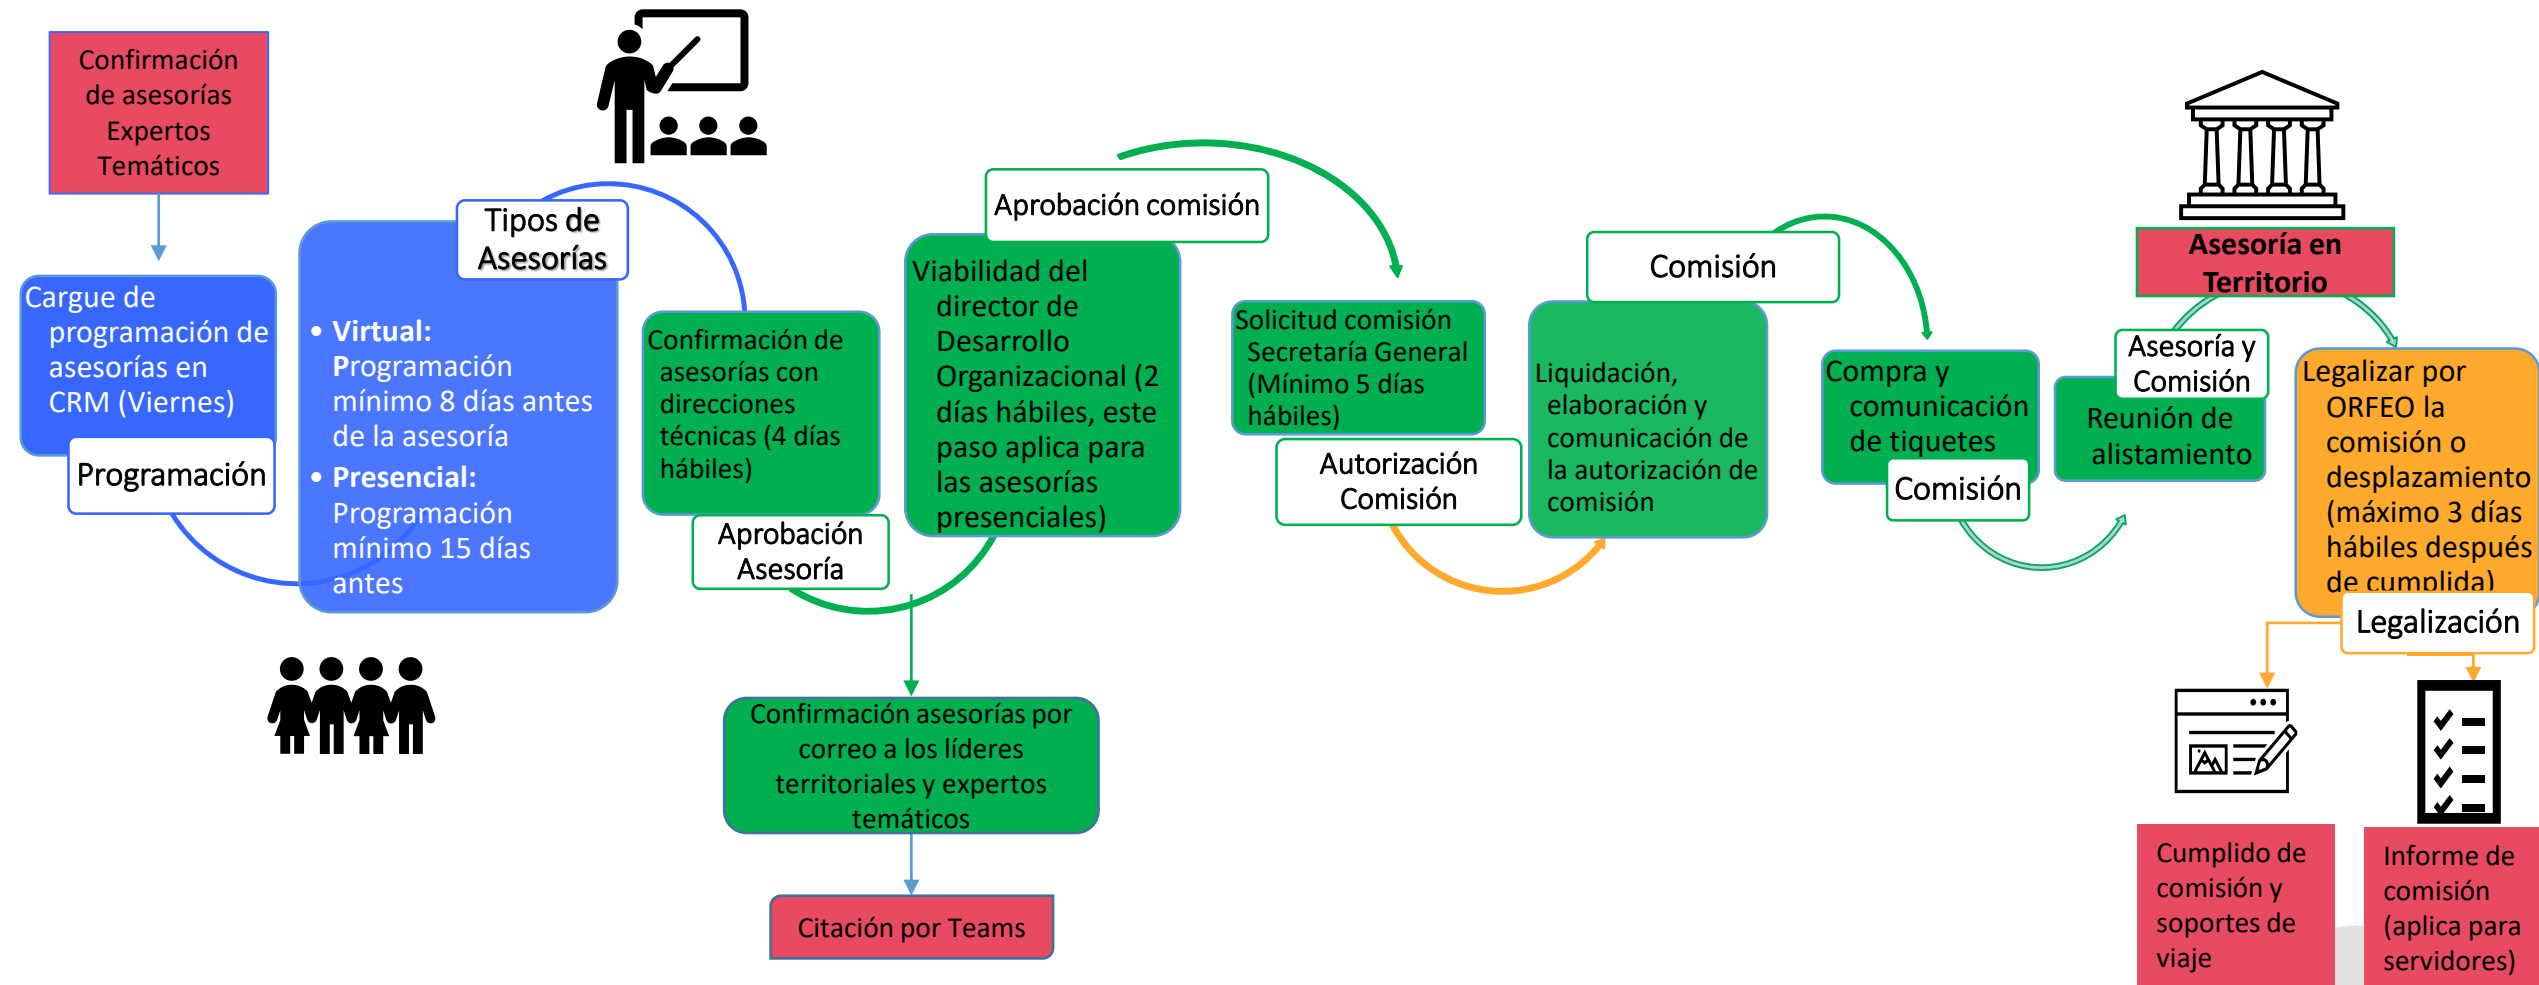 Confirmación
de asesorías
Expertos
Temáticos
Cargue de
programación de
asesorías en
CRM (Viernes)
Programación
Tipos de
Asesorías
• Virtual:
Programación
mínimo 8 días antes
de la asesoría
• Presencial:
Programación
mínimo 15 días
antes
Confirmación de
asesorías con
direcciones
técnicas (4 días
hábiles)
Aprobación
Asesoría
Aprobación comisión
Viabilidad del
director de
Desarrollo
Organizacional (2
días hábiles, este
paso aplica para
las asesorías
presenciales)
Confirmación asesorías por
correo a los líderes
territoriales y expertos
temáticos
Citación por Teams
Solicitud comisión
Secretaría General
(Mínimo 5 días
hábiles)
Autorización
Comisión
Comisión
Liquidación,
elaboración y
comunicación de
la autorización de
comisión
Compra y
comunicación
de tiquetes
Comisión
Asesoría en
Territorio
Asesoría y
Comisión
Reunión de
alistamiento
Legalizar por
ORFEO la
comisión o
desplazamiento
(máximo 3 días
hábiles después
de cumplida)
Legalización
Cumplido de
comisión y
soportes de
viaje
Informe de
comisión
(aplica para
servidores)